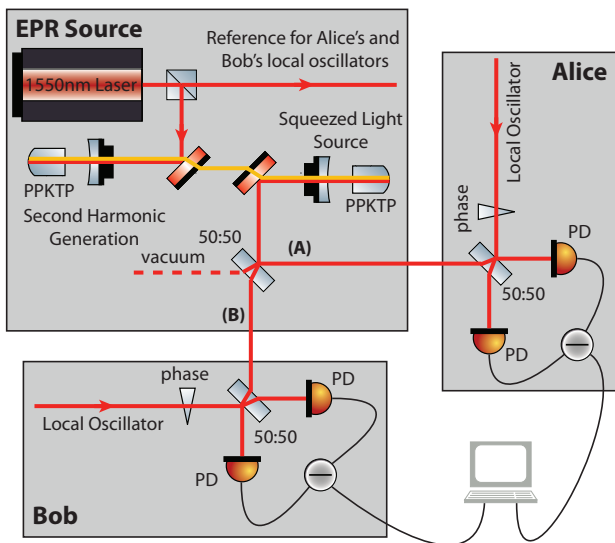 EPR Source
1550nm Laser
Reference for Alice's and
Bob's local oscillators
Squeezed Light
Source
PPKTP
PPKTP
Second Harmonic
Generation
50:50
vacuum
(A)
(B)
Alice
Local Oscillator
phase
PD
50:50
PD
phase
PD
Local Oscillator
50:50
PD
Bob